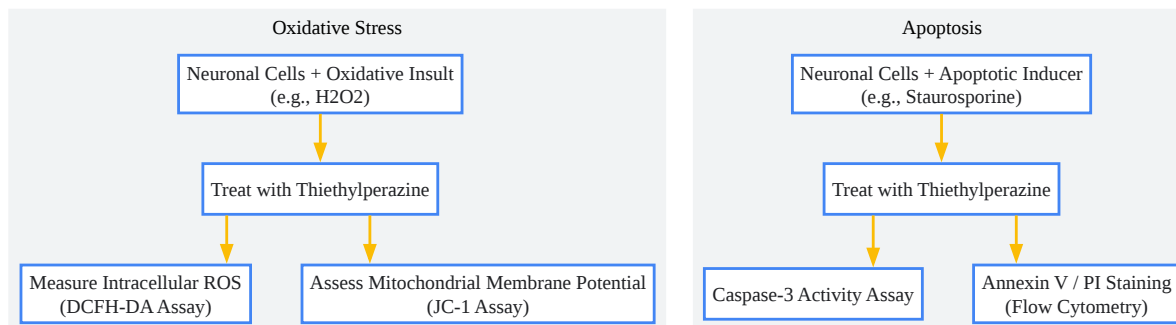 Oxidative Stress
Neuronal Cells + Oxidative Insult
(e.g., H2O2)
Treat with Thiethylperazine
Measure Intracellular ROS
(DCFH-DA Assay)
Assess Mitochondrial Membrane Potential
(JC-1 Assay)
Apoptosis
Neuronal Cells + Apoptotic Inducer
(e.g., Staurosporine)
Treat with Thiethylperazine
Caspase-3 Activity Assay
Annexin V / PI Staining
(Flow Cytometry)